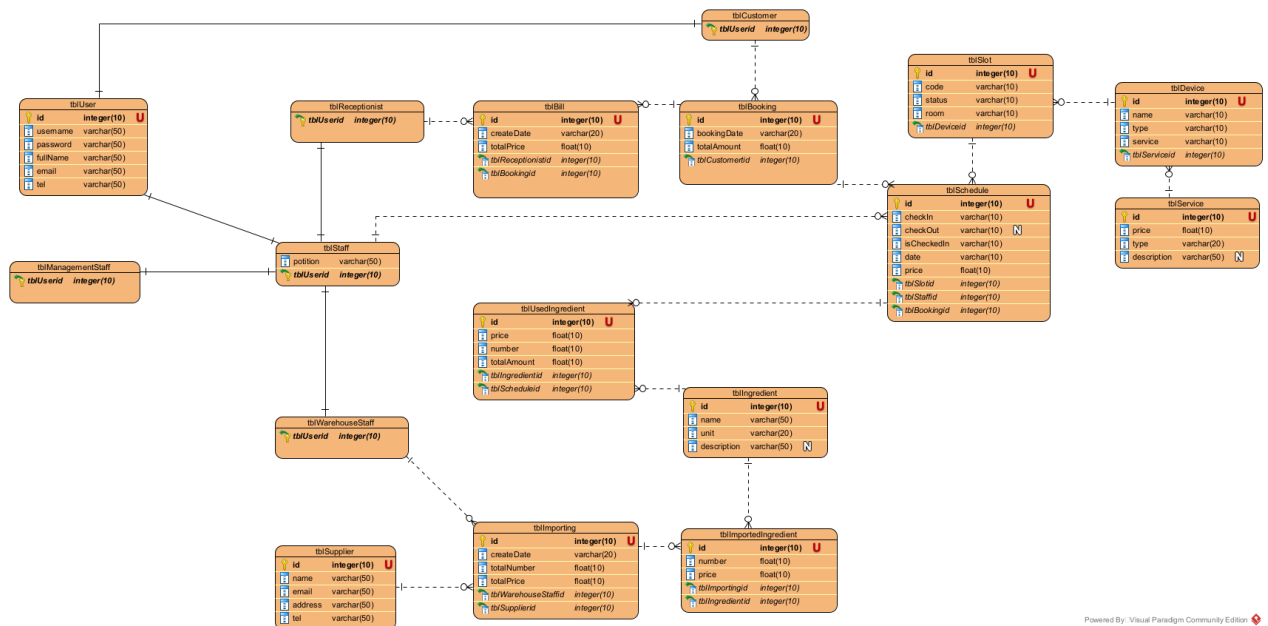 tblCustomer
tblUserid integer(10)
tblUser
id integer(10) U
username varchar(50)
password varchar(50)
fullName varchar(50)
email varchar(50)
tel varchar(50)
tblReceptionist
tblUserid integer(10)
tblBill
id integer(10) U
createDate varchar(20)
totalPrice float(10)
tblReceptionistid integer(10)
tblBookingid integer(10)
tblBooking
id integer(10) U
bookingDate varchar(20)
totalAmount float(10)
tblCustomertid integer(10)
tblSlot
id integer(10) U
code varchar(10)
status varchar(10)
room varchar(10)
tblDeviceid integer(10)
tblDevice
id integer(10) U
name varchar(10)
type varchar(10)
service varchar(10)
tblServiceid integer(10)
tblService
id integer(10) U
price float(10)
type varchar(20)
description varchar(50) N
tblSchedule
id integer(10) U
checkIn varchar(10)
checkOut varchar(10) N
isCheckedIn varchar(10)
date varchar(10)
price float(10)
tblSlotid integer(10)
tblStaffid integer(10)
tblBookingid integer(10)
tblStaff
potition varchar(50)
tblUserid integer(10)
tblManagementStaff
tblUserid integer(10)
tblUsedIngredient
id integer(10) U
price float(10)
number float(10)
totalAmount float(10)
tblIngredientid integer(10)
tblScheduleid integer(10)
tblIngredient
id integer(10) U
name varchar(50)
unit varchar(20)
description varchar(50) N
tblWarehouseStaff
tblUserid integer(10)
tblImporting
id integer(10) U
createDate varchar(20)
totalNumber float(10)
totalPrice float(10)
tblWarehouseStaffid integer(10)
tblSupplierid integer(10)
tblImportedIngredient
id integer(10) U
number float(10)
price float(10)
tblImportingid integer(10)
tblIngredientid integer(10)
tblSupplier
id integer(10) U
name varchar(50)
email varchar(50)
address varchar(50)
tel varchar(50)
Powered By Visual Paradigm Community Edition